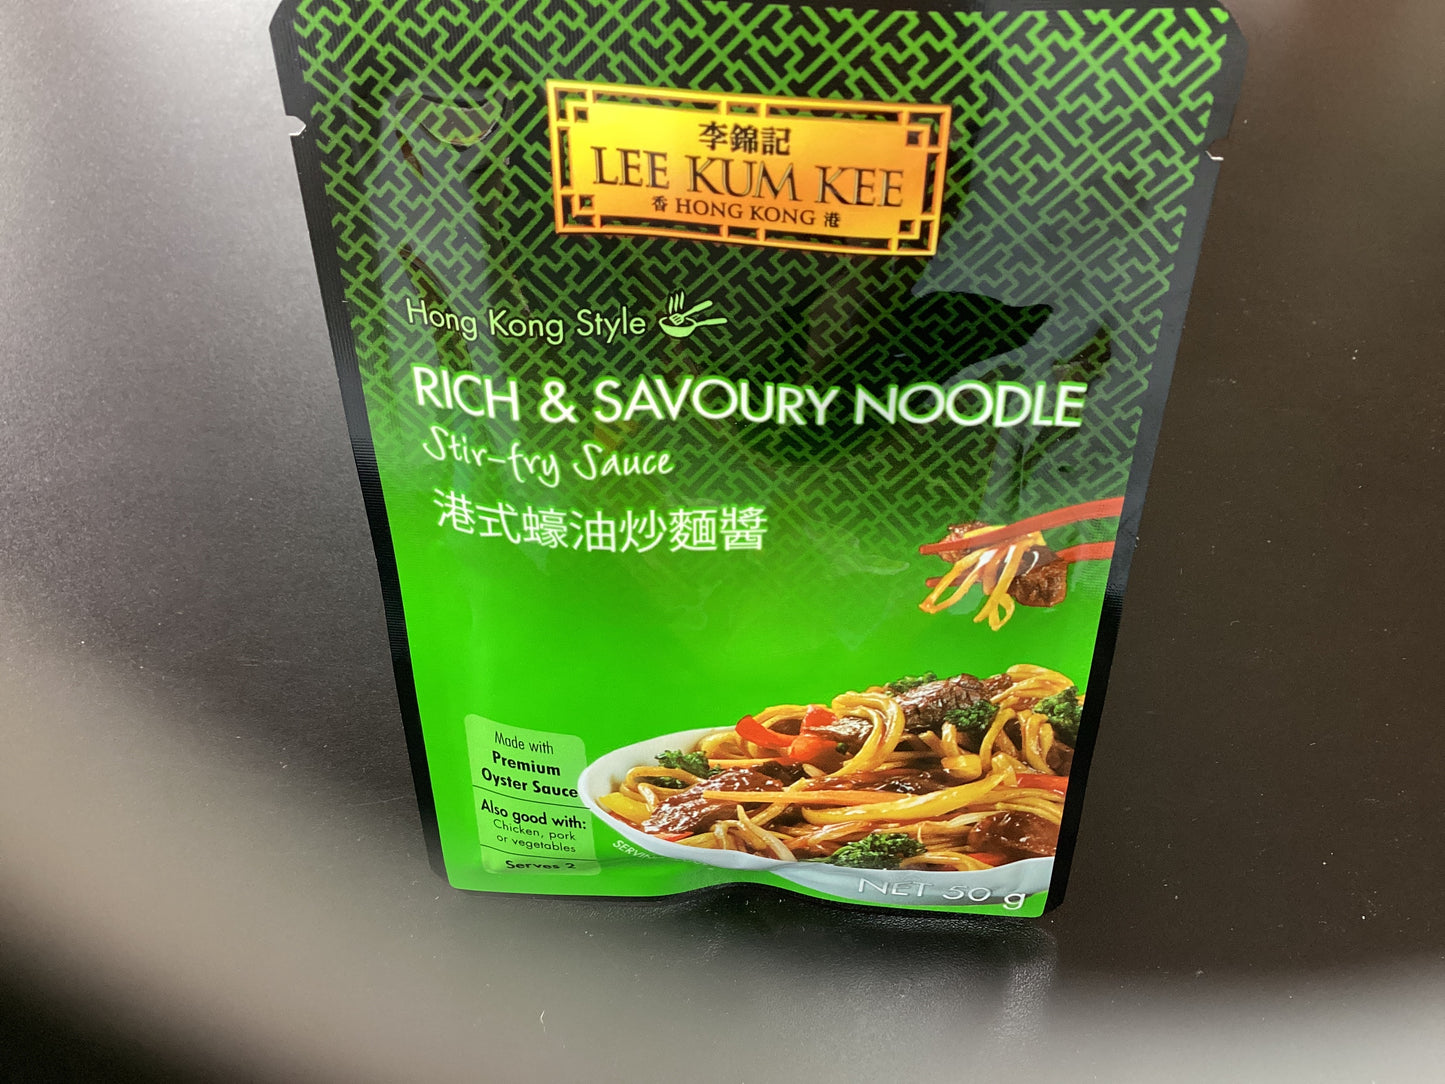 李錦記
LEE KUM KEE
香 HONG KONG 港
Hong Kong Style
RICH & SAVOURY NOODLE
Stir-fry Sauce
港式蠔油炒麵醬
Made with
Premium
Oyster Sauce
Also good with:
Chicken, pork
or vegetables
Serves 2
NET 50 g